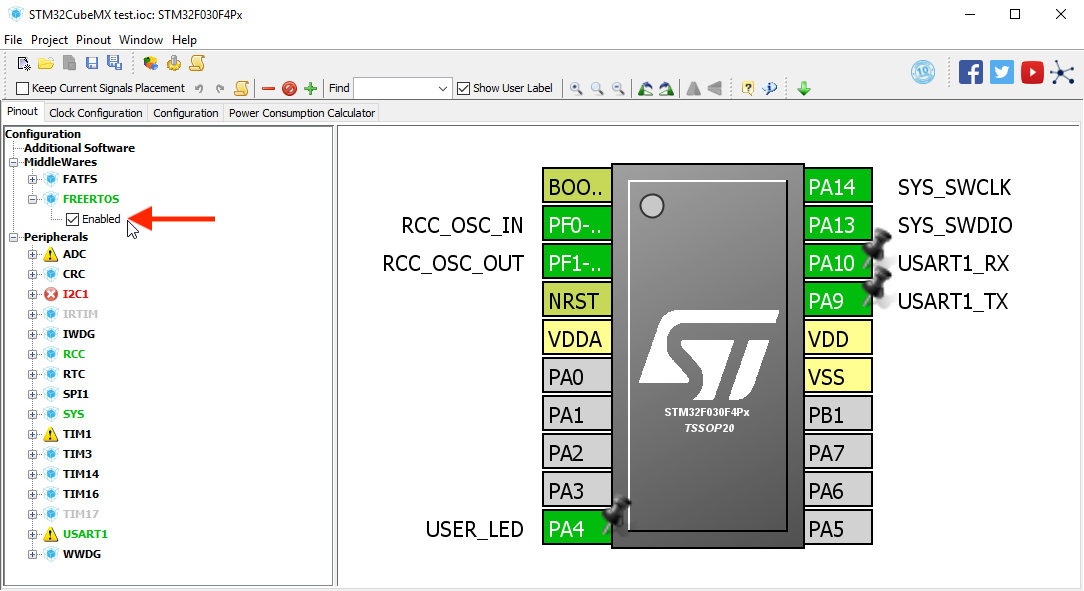 STM32CubeMX test.ioc: STM32F030F4Px
File Project Pinout Window Help
Keep Current Signals Placement Find Show User Label
Pinout Clock Configuration Configuration Power Consumption Calculator
Configuration
Additional Software
MiddleWares
FATFS
FREERTOS
Enabled
Peripherals
ADC
CRC
I2C1
IRTIM
IWDG
RCC
RTC
SPI1
SYS
TIM1
TIM3
TIM14
TIM16
TIM17
USART1
WWDG
BOO..
RCC_OSC_IN PF0-..
RCC_OSC_OUT PF1-..
NRST
VDDA
PA0
PA1
PA2
PA3
USER_LED PA4
ST
STM32F030F4Px
TSSOP20
PA14 SYS_SWCLK
PA13 SYS_SWDIO
PA10 USART1_RX
PA9 USART1_TX
VDD
VSS
PB1
PA7
PA6
PA5